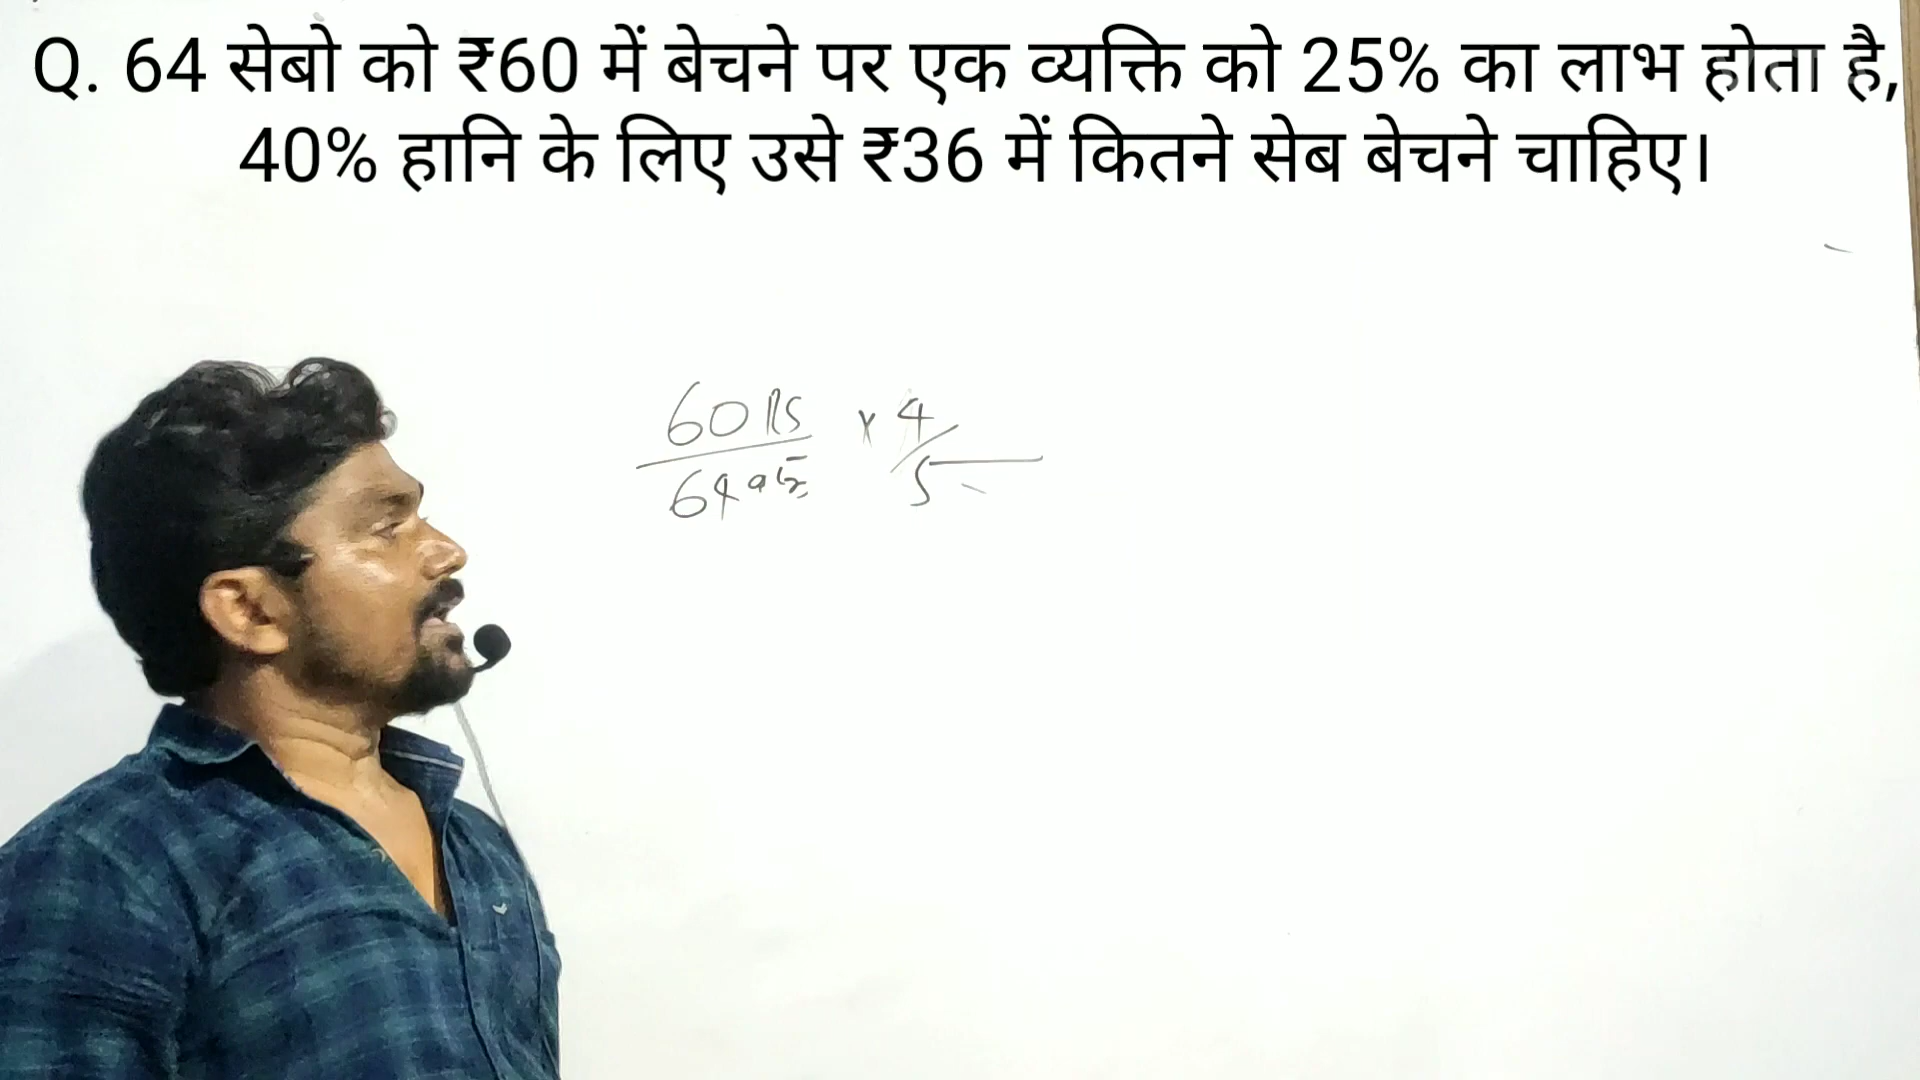 Q. 64 सेबो को ₹60 में बेचने पर एक व्यक्ति को 25% का लाभ होता है,
40% हानि के लिए उसे ₹36 में कितने सेब बेचने चाहिए।
60 RS × 4/5
64